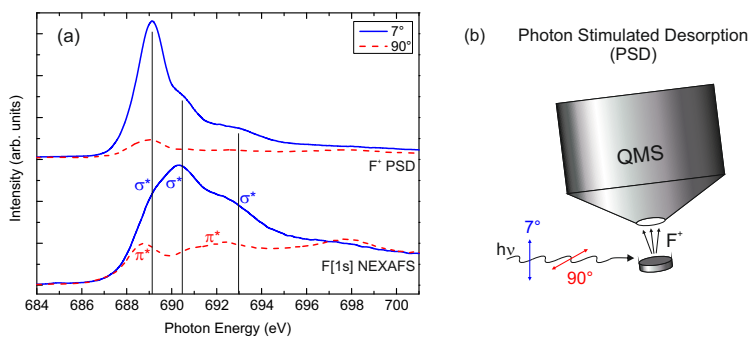 (a)
7°
90°
Intensity (arb. units)
F⁺ PSD
σ* σ* σ*
π* π*
F[1s] NEXAFS
684 686 688 690 692 694 696 698 700
Photon Energy (eV)
(b) Photon Stimulated Desorption
(PSD)
QMS
F⁺
7°
hν
90°